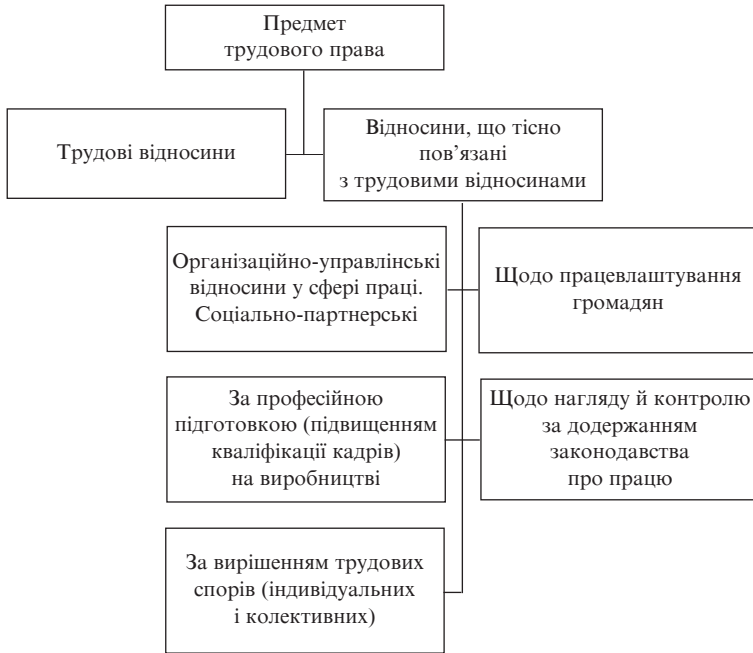 Предмет
трудового права
Трудові відносини
Відносини, що тісно
пов’язані
з трудовими відносинами
Організаційно-управлінські
відносини у сфері праці.
Соціально-партнерські
Щодо працевлаштування
громадян
За професійною
підготовкою (підвищенням
кваліфікації кадрів)
на виробництві
Щодо нагляду й контролю
за додержанням
законодавства
про працю
За вирішенням трудових
спорів (індивідуальних
і колективних)